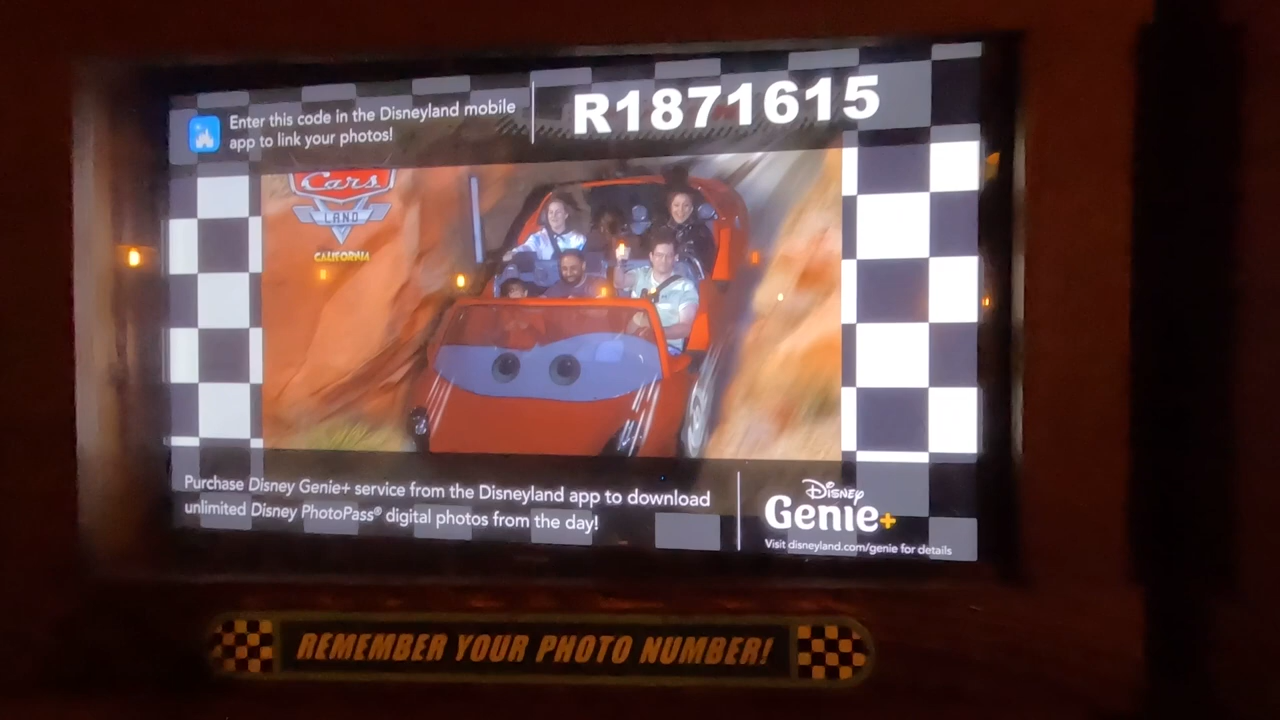 Enter this code in the Disneyland mobile
app to link your photos!
R1871615
Cars
LAND
CALIFORNIA
Purchase Disney Genie+ service from the Disneyland app to download
unlimited Disney PhotoPass® digital photos from the day!
Disney
Genie+
Visit disneyland.com/genie for details
REMEMBER YOUR PHOTO NUMBER!